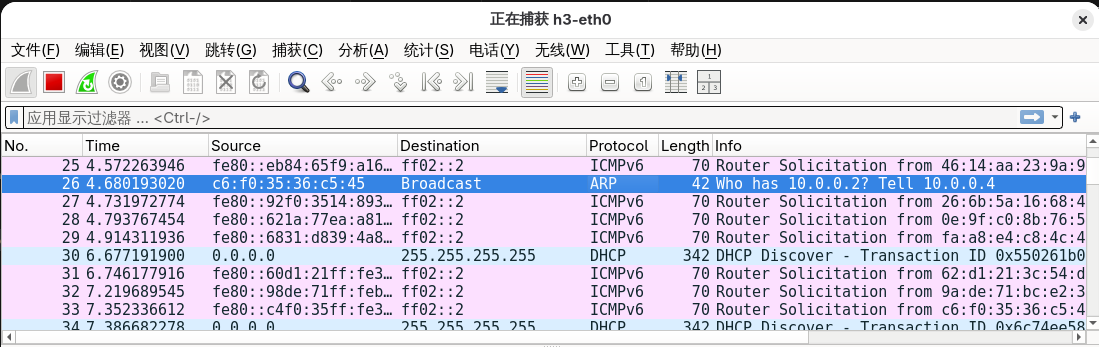 正在捕获 h3-eth0
文件(F) 编辑(E) 视图(V) 跳转(G) 捕获(C) 分析(A) 统计(S) 电话(Y) 无线(W) 工具(T) 帮助(H)
应用显示过滤器 … <Ctrl-/>
No. Time Source Destination Protocol Length Info
25 4.572263946 fe80::eb84:65f9:a16… ff02::2 ICMPv6 70 Router Solicitation from 46:14:aa:23:9a:9
26 4.680193020 c6:f0:35:36:c5:45 Broadcast ARP 42 Who has 10.0.0.2? Tell 10.0.0.4
27 4.731972774 fe80::92f0:3514:893… ff02::2 ICMPv6 70 Router Solicitation from 26:6b:5a:16:68:4
28 4.793767454 fe80::621a:77ea:a81… ff02::2 ICMPv6 70 Router Solicitation from 0e:9f:c0:8b:76:5
29 4.914311936 fe80::6831:d839:4a8… ff02::2 ICMPv6 70 Router Solicitation from fa:a8:e4:c8:4c:4
30 6.677191900 0.0.0.0 255.255.255.255 DHCP 342 DHCP Discover - Transaction ID 0x550261b0
31 6.746177916 fe80::60d1:21ff:fe3… ff02::2 ICMPv6 70 Router Solicitation from 62:d1:21:3c:54:d
32 7.219689545 fe80::98de:71ff:feb… ff02::2 ICMPv6 70 Router Solicitation from 9a:de:71:bc:e2:3
33 7.352336612 fe80::c4f0:35ff:fe3… ff02::2 ICMPv6 70 Router Solicitation from c6:f0:35:36:c5:4
34 7.386682278 0.0.0.0 255.255.255.255 DHCP 342 DHCP Discover - Transaction ID 0x6c74ee58